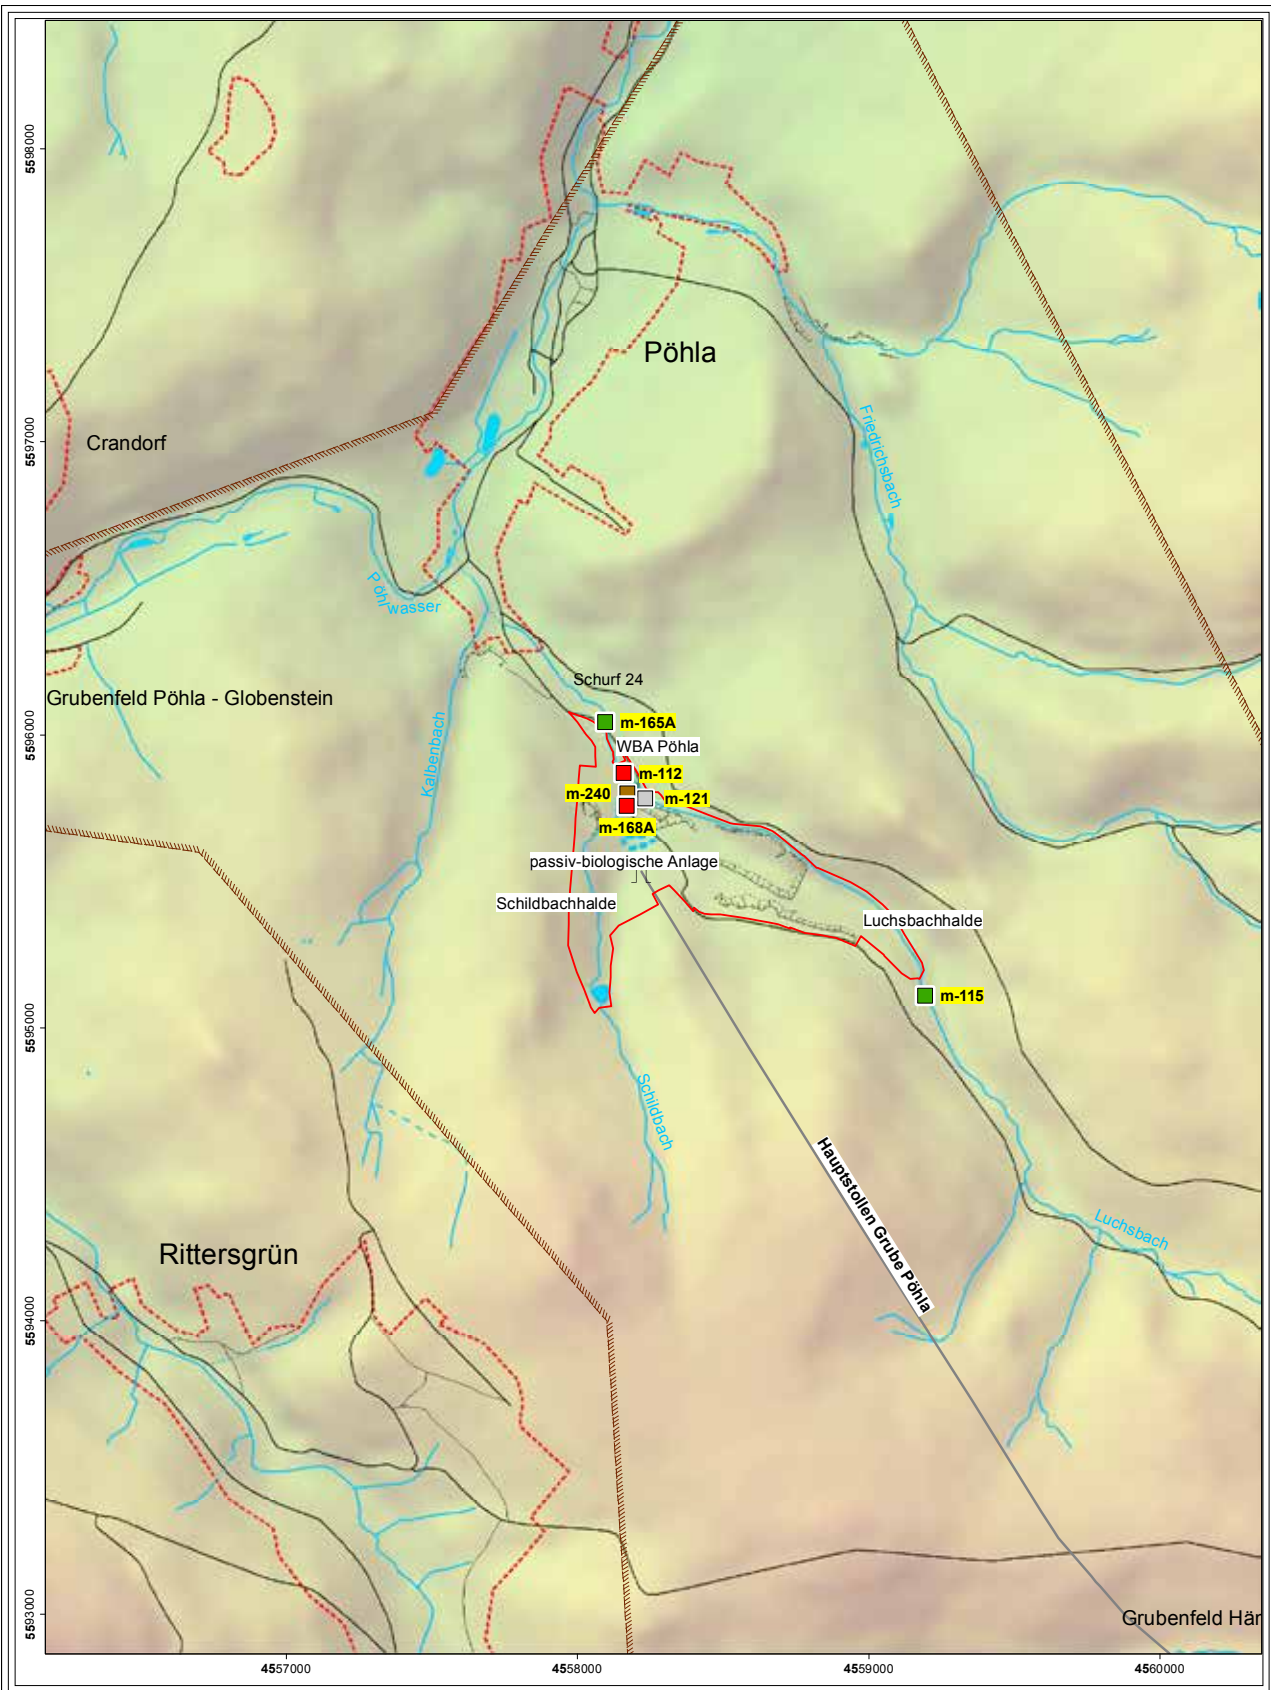 5598000
Pöhla
5597000
Crandorf
Friedrichsbach
Pöhlwasser
Schurf 24
Grubenfeld Pöhla - Globenstein
Kalbenbach
5596000
m-165A
WBA Pöhla
m-112
m-240
m-121
m-168A
passiv-biologische Anlage
Schildbachhalde
Luchsbachhalde
m-115
5595000
Schildbach
Hauptstollen Grube Pöhla
Luchsbach
Rittersgrün
5594000
5593000
Grubenfeld Här
4557000
4558000
4559000
4560000